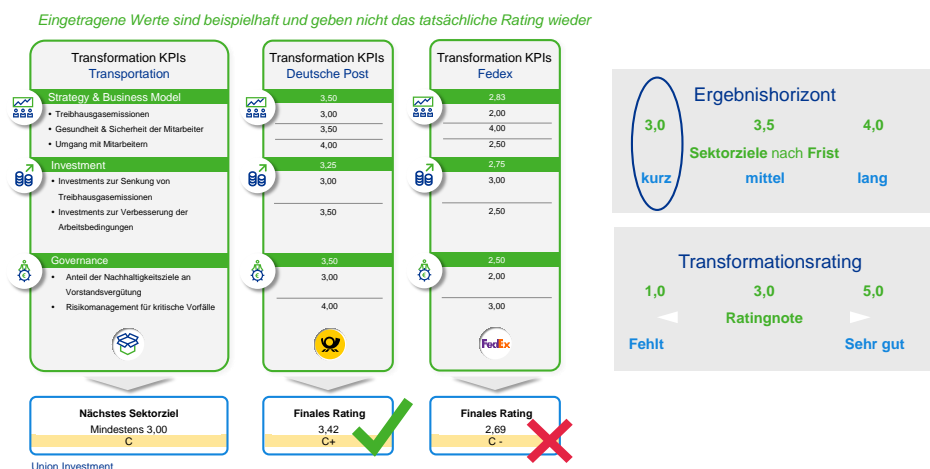 Eingetragene Werte sind beispielhaft und geben nicht das tatsächliche Rating wieder
Transformation KPIs
Transportation
Strategy & Business Model
• Treibhausgasemissionen
• Gesundheit & Sicherheit der Mitarbeiter
• Umgang mit Mitarbeitern
Investment
• Investments zur Senkung von
Treibhausgasemissionen
• Investments zur Verbesserung der
Arbeitsbedingungen
Governance
• Anteil der Nachhaltigkeitsziele an
Vorstandsvergütung
• Risikomanagement für kritische Vorfälle
Nächstes Sektorziel
Mindestens 3,00
C
Transformation KPIs
Deutsche Post
3,50
3,00
3,50
4,00
3,25
3,00
3,50
3,50
3,00
4,00
Finales Rating
3,42
C+
Transformation KPIs
Fedex
2,83
2,00
4,00
2,50
2,75
3,00
2,50
2,50
2,00
3,00
FedEx
Finales Rating
2,69
C -
Ergebnishorizont
3,0 3,5 4,0
Sektorziele nach Frist
kurz mittel lang
Transformationsrating
1,0 3,0 5,0
Ratingnote
Fehlt Sehr gut
Union Investment